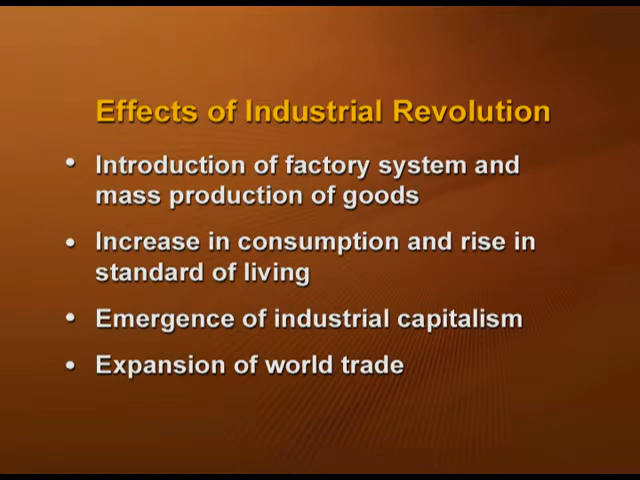 Effects of Industrial Revolution
• Introduction of factory system and
mass production of goods
• Increase in consumption and rise in
standard of living
• Emergence of industrial capitalism
• Expansion of world trade